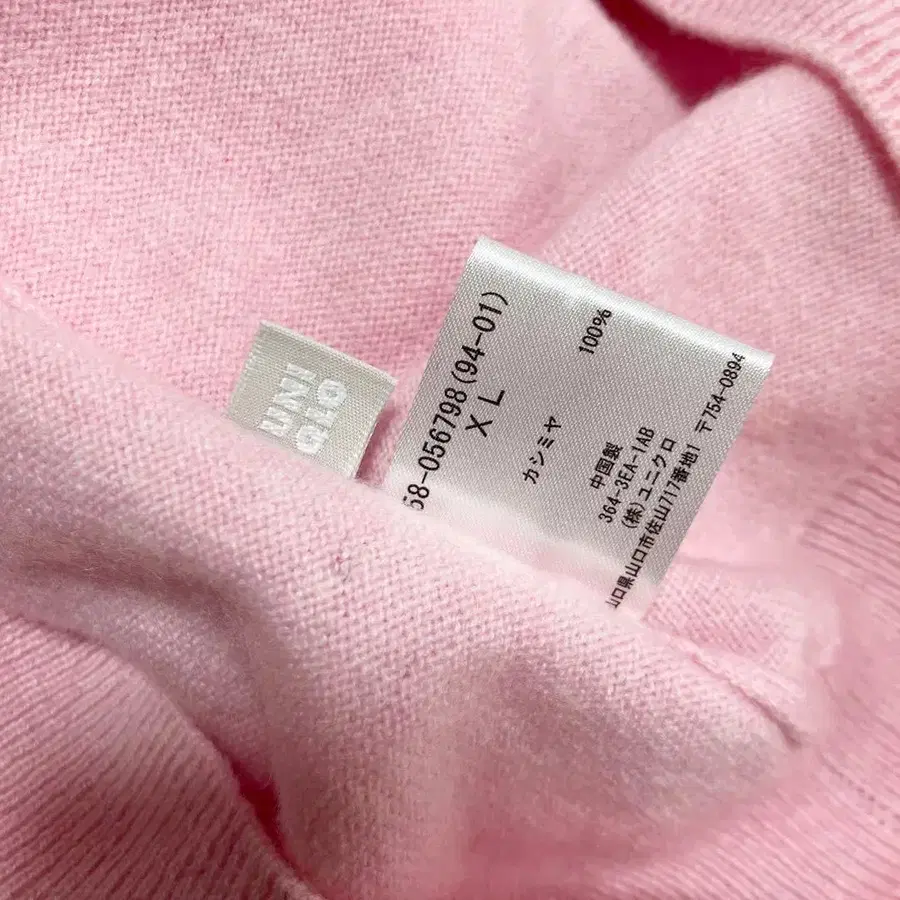 UNI
QLO
58-056798(94-01)
XL
カシミヤ 100%
中国製
364-3EA-1AB
(株)ユニクロ
山口県山口市佐山717番地1 〒754-0894